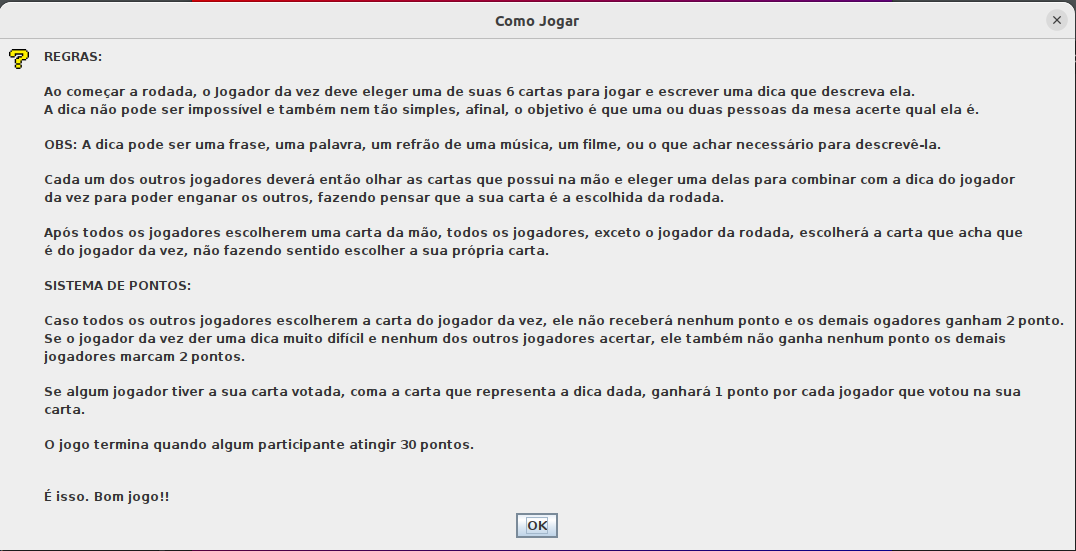 Como Jogar
REGRAS:
Ao começar a rodada, o Jogador da vez deve eleger uma de suas 6 cartas para jogar e escrever uma dica que descreva ela.
A dica não pode ser impossível e também nem tão simples, afinal, o objetivo é que uma ou duas pessoas da mesa acerte qual ela é.
OBS: A dica pode ser uma frase, uma palavra, um refrão de uma música, um filme, ou o que achar necessário para descrevê-la.
Cada um dos outros jogadores deverá então olhar as cartas que possui na mão e eleger uma delas para combinar com a dica do jogador
da vez para poder enganar os outros, fazendo pensar que a sua carta é a escolhida da rodada.
Após todos os jogadores escolherem uma carta da mão, todos os jogadores, exceto o jogador da rodada, escolherá a carta que acha que
é do jogador da vez, não fazendo sentido escolher a sua própria carta.
SISTEMA DE PONTOS:
Caso todos os outros jogadores escolherem a carta do jogador da vez, ele não receberá nenhum ponto e os demais ogadores ganham 2 ponto.
Se o jogador da vez der uma dica muito difícil e nenhum dos outros jogadores acertar, ele também não ganha nenhum ponto os demais
jogadores marcam 2 pontos.
Se algum jogador tiver a sua carta votada, coma a carta que representa a dica dada, ganhará 1 ponto por cada jogador que votou na sua
carta.
O jogo termina quando algum participante atingir 30 pontos.
É isso. Bom jogo!!
OK